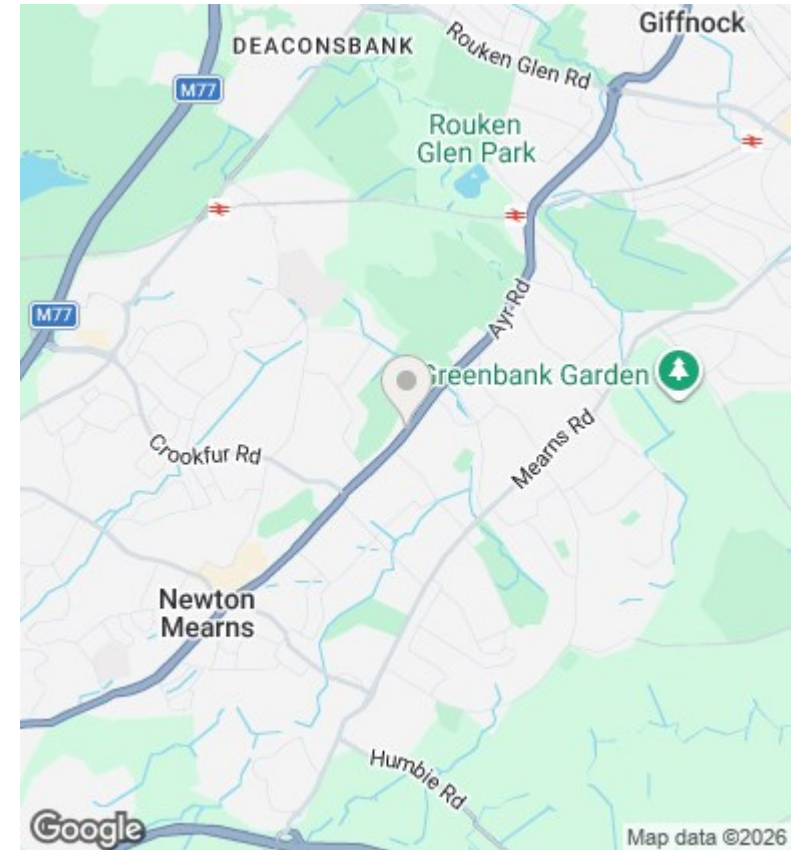 Giffnock
DEACONSBANK
Rouken Glen Rd
M77
Rouken
Glen Park
M77
Ayr Rd
Greenbank Garden
Crookfur Rd
Mearns Rd
Newton
Mearns
Humbie Rd
Google
Map data ©2026